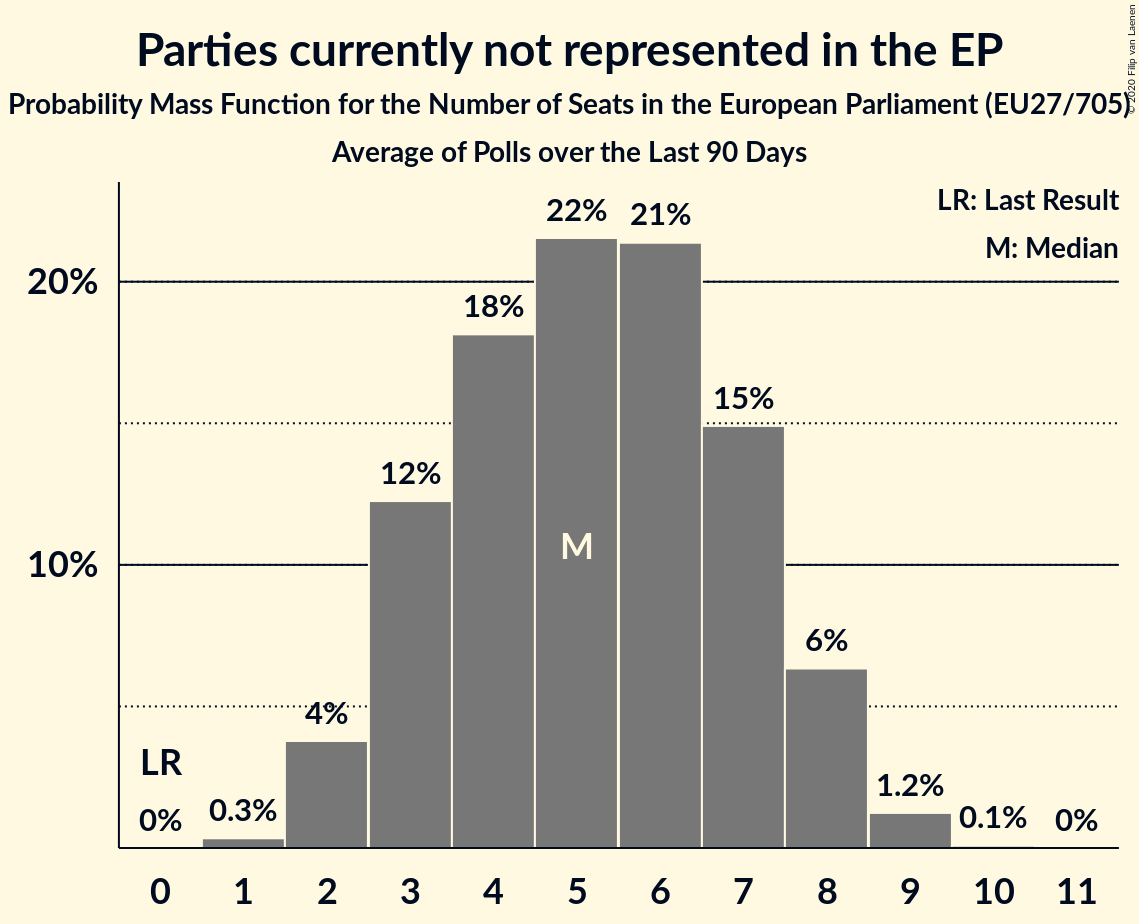 Parties currently not represented in the EP
Probability Mass Function for the Number of Seats in the European Parliament (EU27/705)
Average of Polls over the Last 90 Days
© 2020 Filip van Laenen
LR: Last Result
M: Median
22%
21%
20%
18%
15%
12%
M
10%
6%
4%
LR
0%
0.3%
1.2%
0.1%
0%
0 1 2 3 4 5 6 7 8 9 10 11